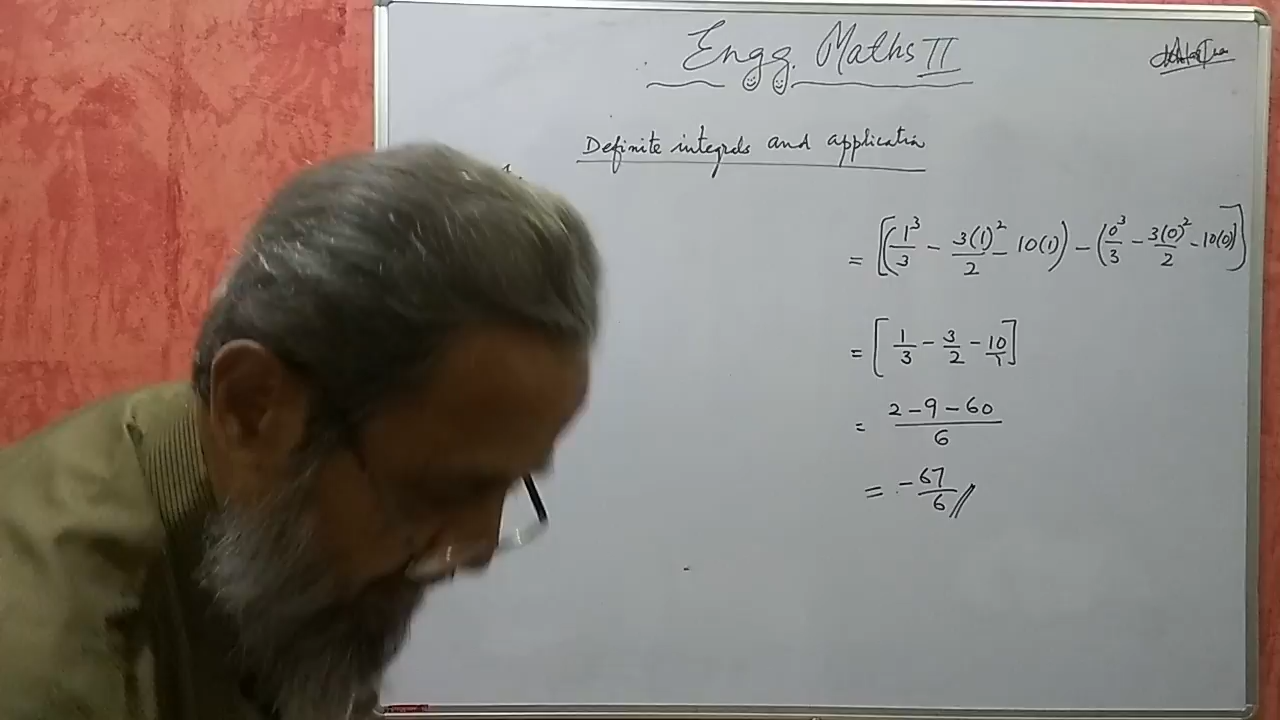 Engg. Maths II
Definite integrals and application
= [(1³/3 - 3(1)²/2 - 10(1)) - (0³/3 - 3(0)²/2 - 10(0))]
= [1/3 - 3/2 - 10/1]
= 2-9-60/6
= -67/6 //